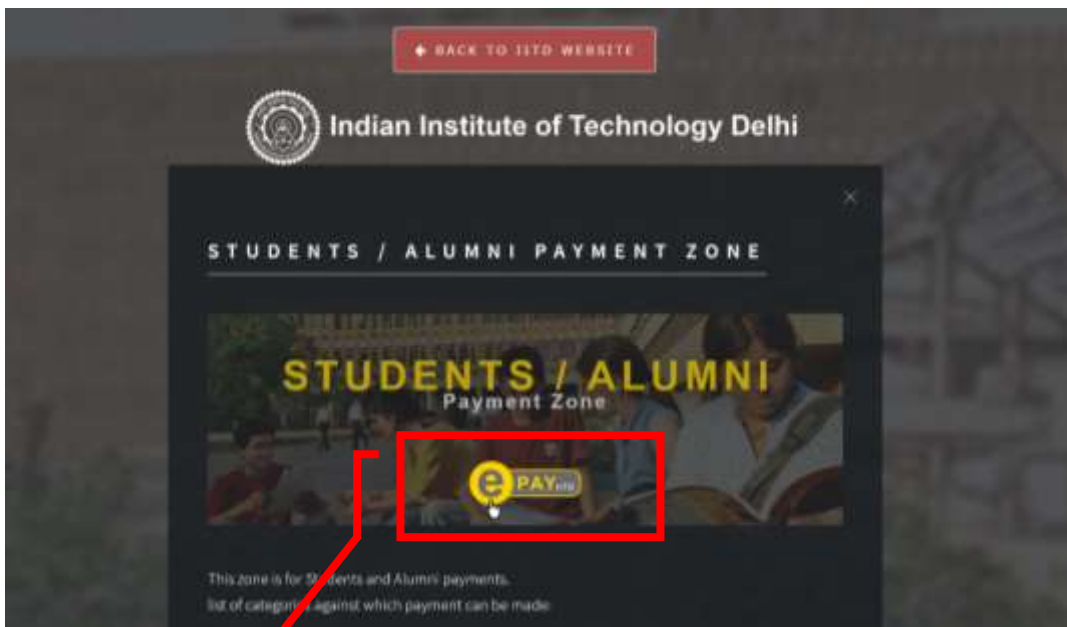 BACK TO IITD WEBSITE
Indian Institute of Technology Delhi
STUDENTS / ALUMNI PAYMENT ZONE
STUDENTS / ALUMNI
Payment Zone
e PAY
This zone is for Students and Alumni payments.
list of categories against which payment can be made: